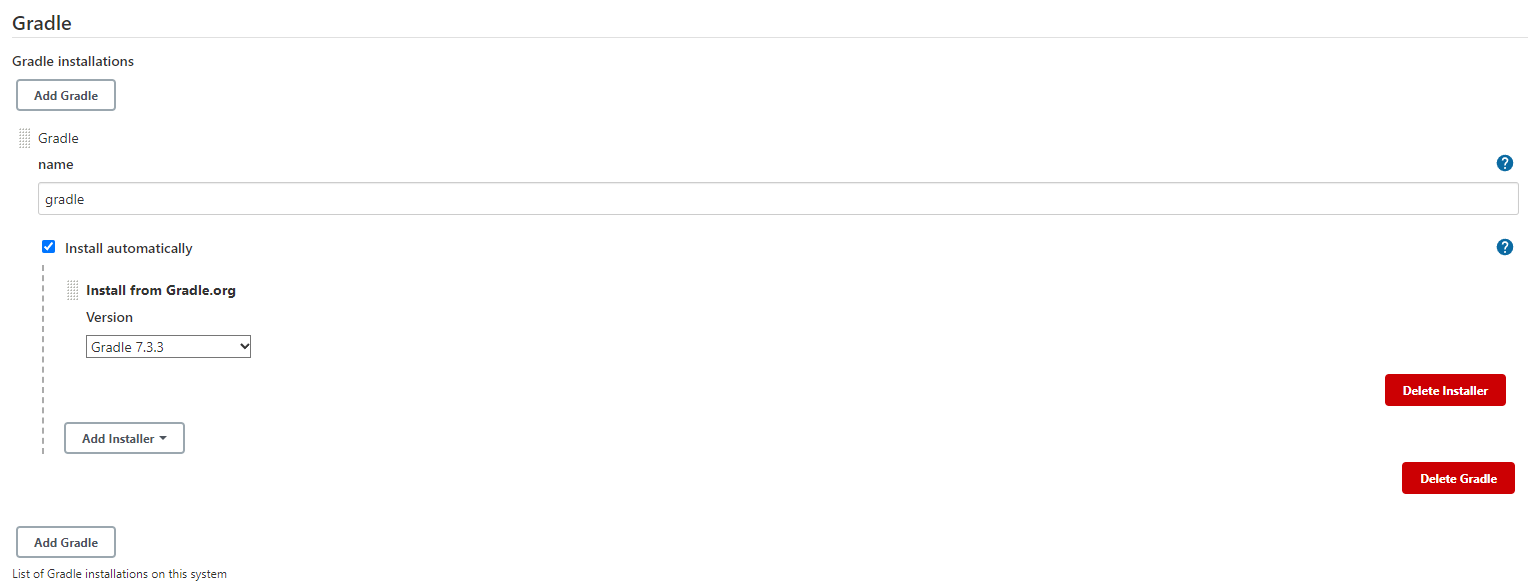 Gradle
Gradle installations
Add Gradle
Gradle
name
?
gradle
Install automatically
?
Install from Gradle.org
Version
Gradle 7.3.3
Delete Installer
Add Installer
Delete Gradle
Add Gradle
List of Gradle installations on this system